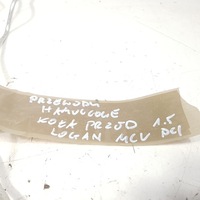 PRZEWODY
HAMULCOWE
KOŁA PRZÓD 1.5
LOGAN MCV DCI